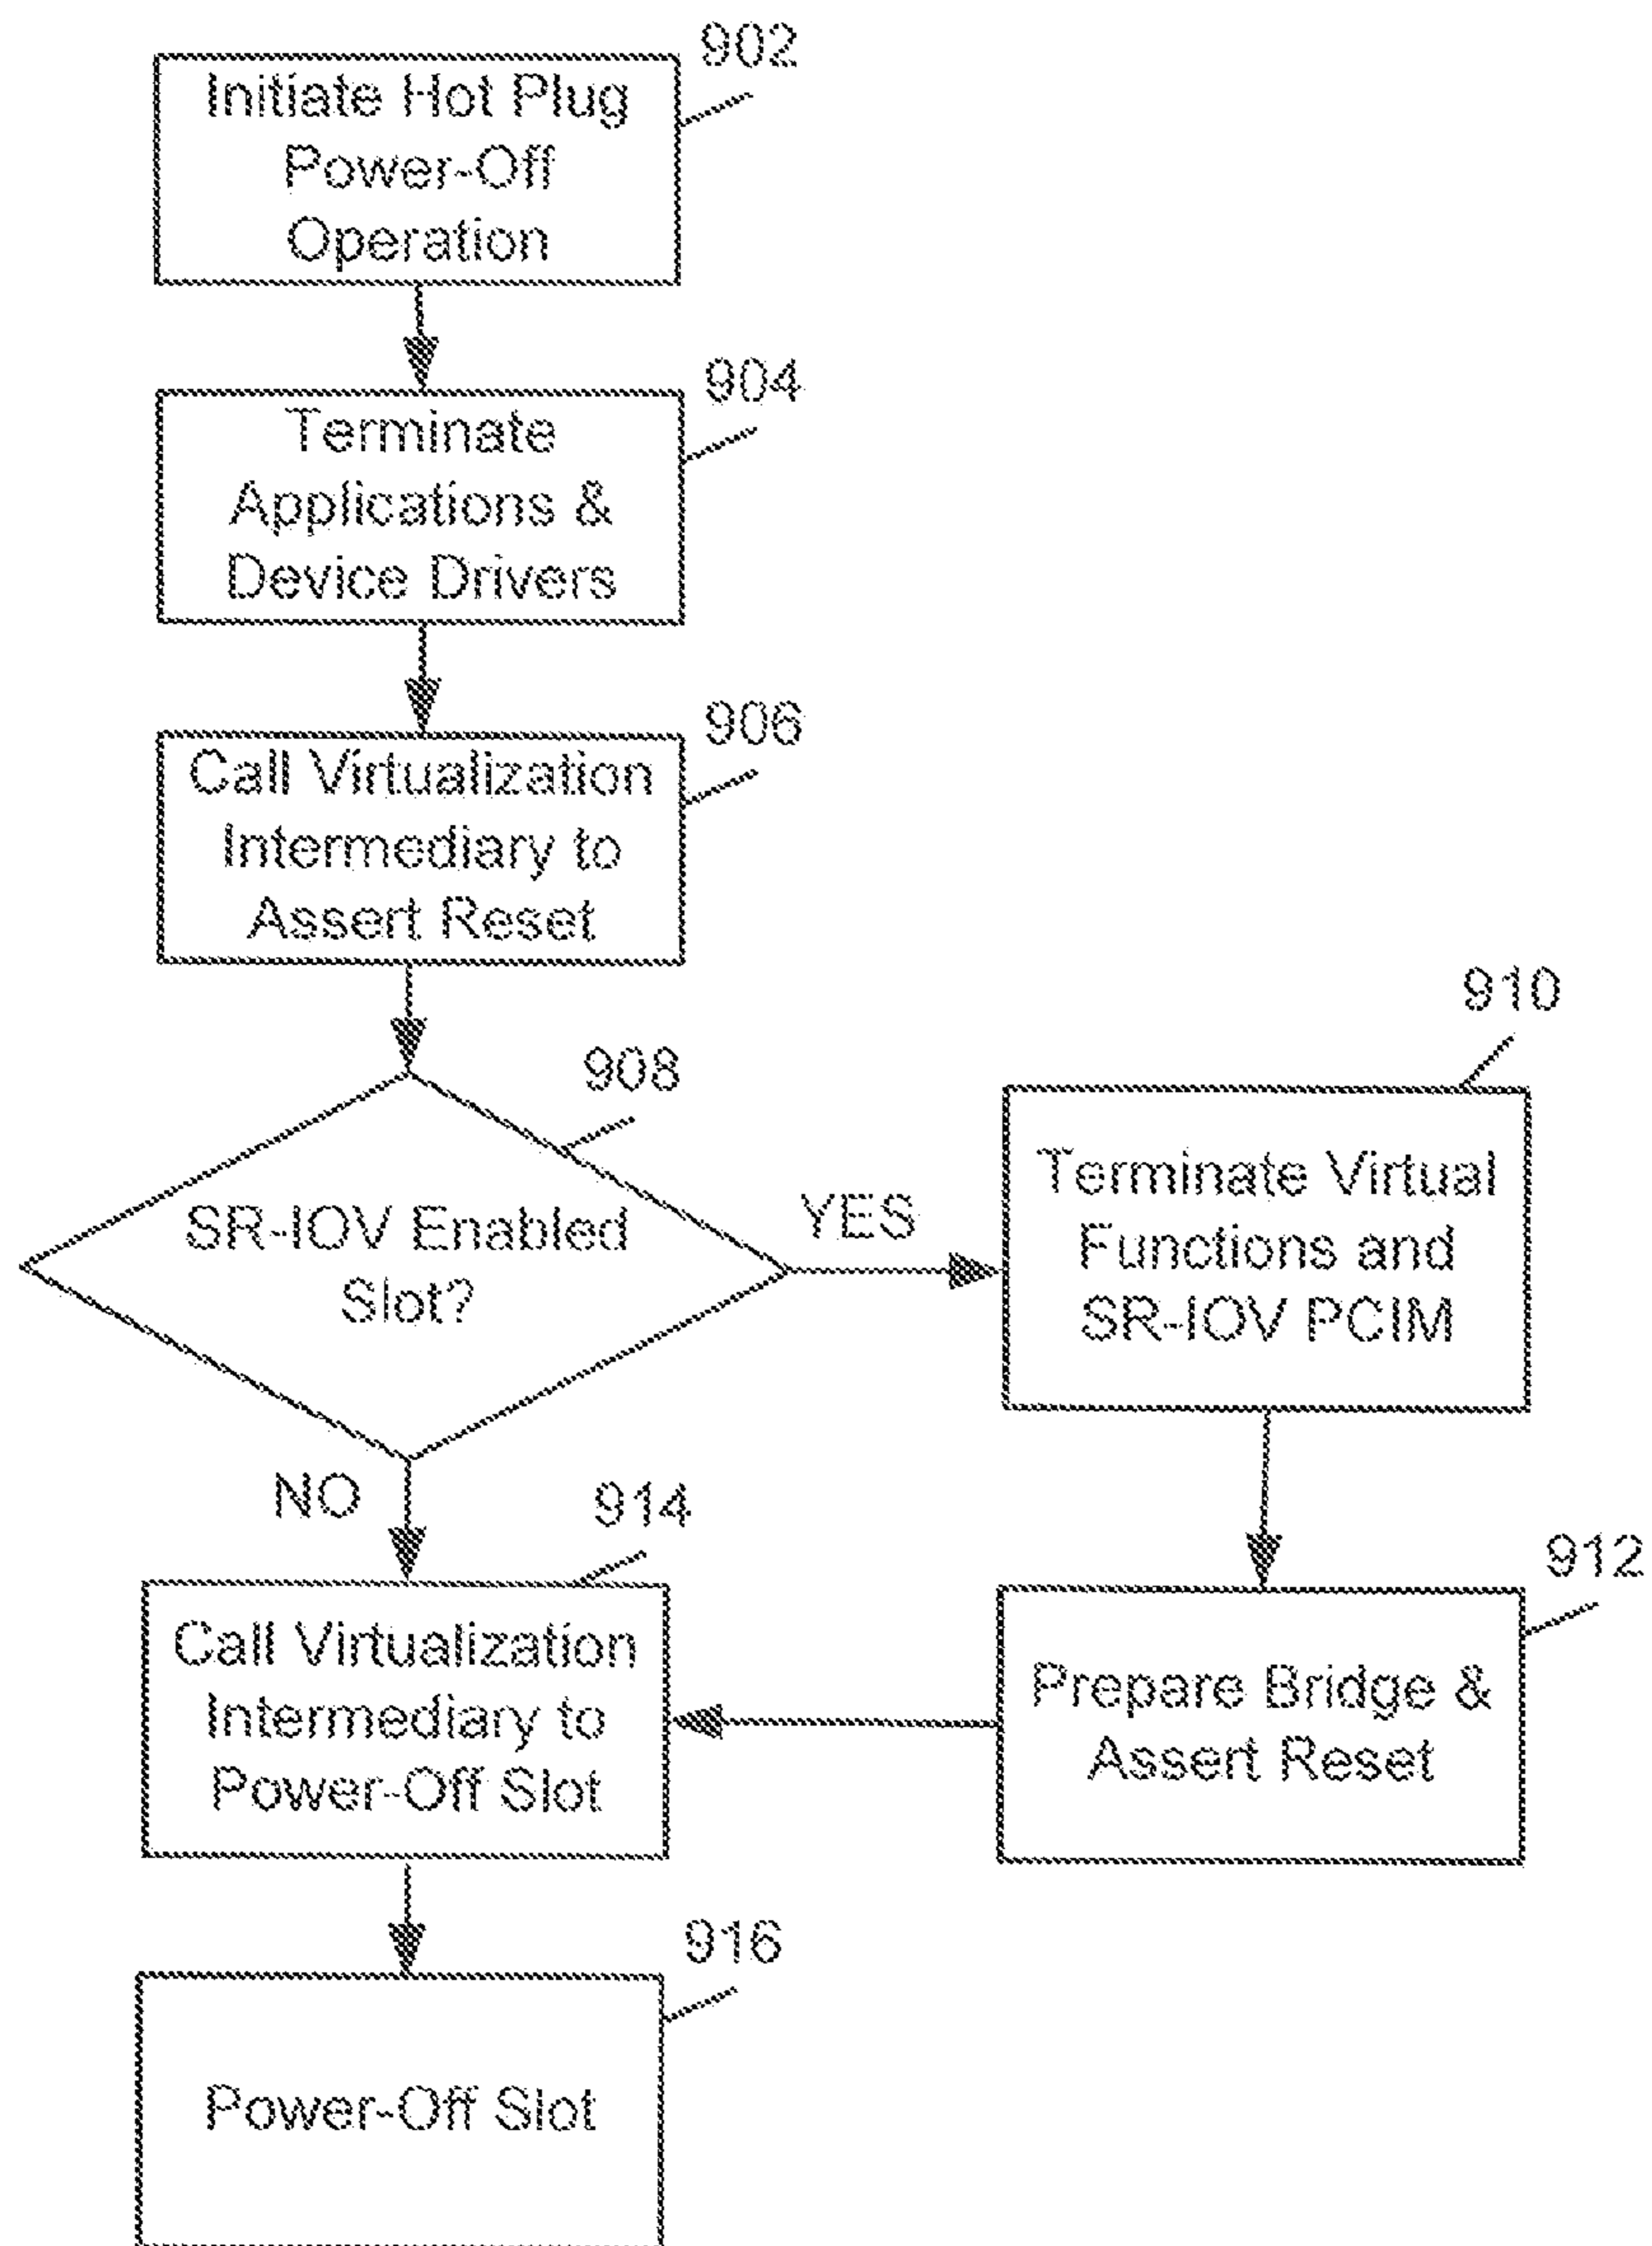 902
Initiate Hot Plug
Power-Off
Operation
904
Terminate
Applications &
Device Drivers
906
Call Virtualization
Intermediary to
Assert Reset
908
SR-IOV Enabled
Slot?
YES
NO
910
Terminate Virtual
Functions and
SR-IOV PCIM
912
Prepare Bridge &
Assert Reset
914
Call Virtualization
Intermediary to
Power-Off Slot
916
Power-Off Slot